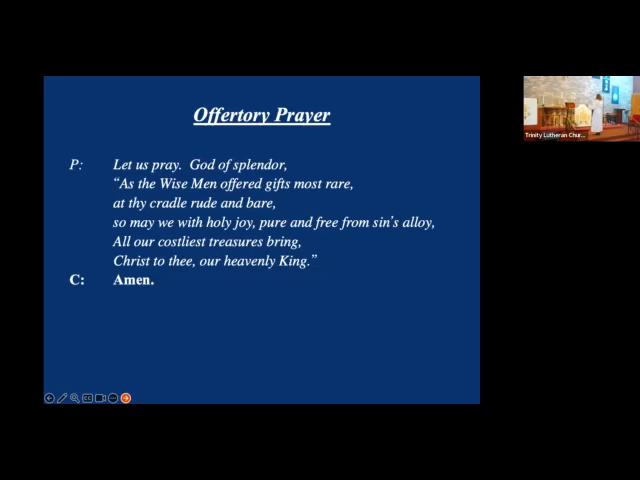 Offertory Prayer
P: Let us pray. God of splendor,
“As the Wise Men offered gifts most rare,
at thy cradle rude and bare,
so may we with holy joy, pure and free from sin's alloy,
All our costliest treasures bring,
Christ to thee, our heavenly King.”
C: Amen.
Trinity Lutheran Chur...